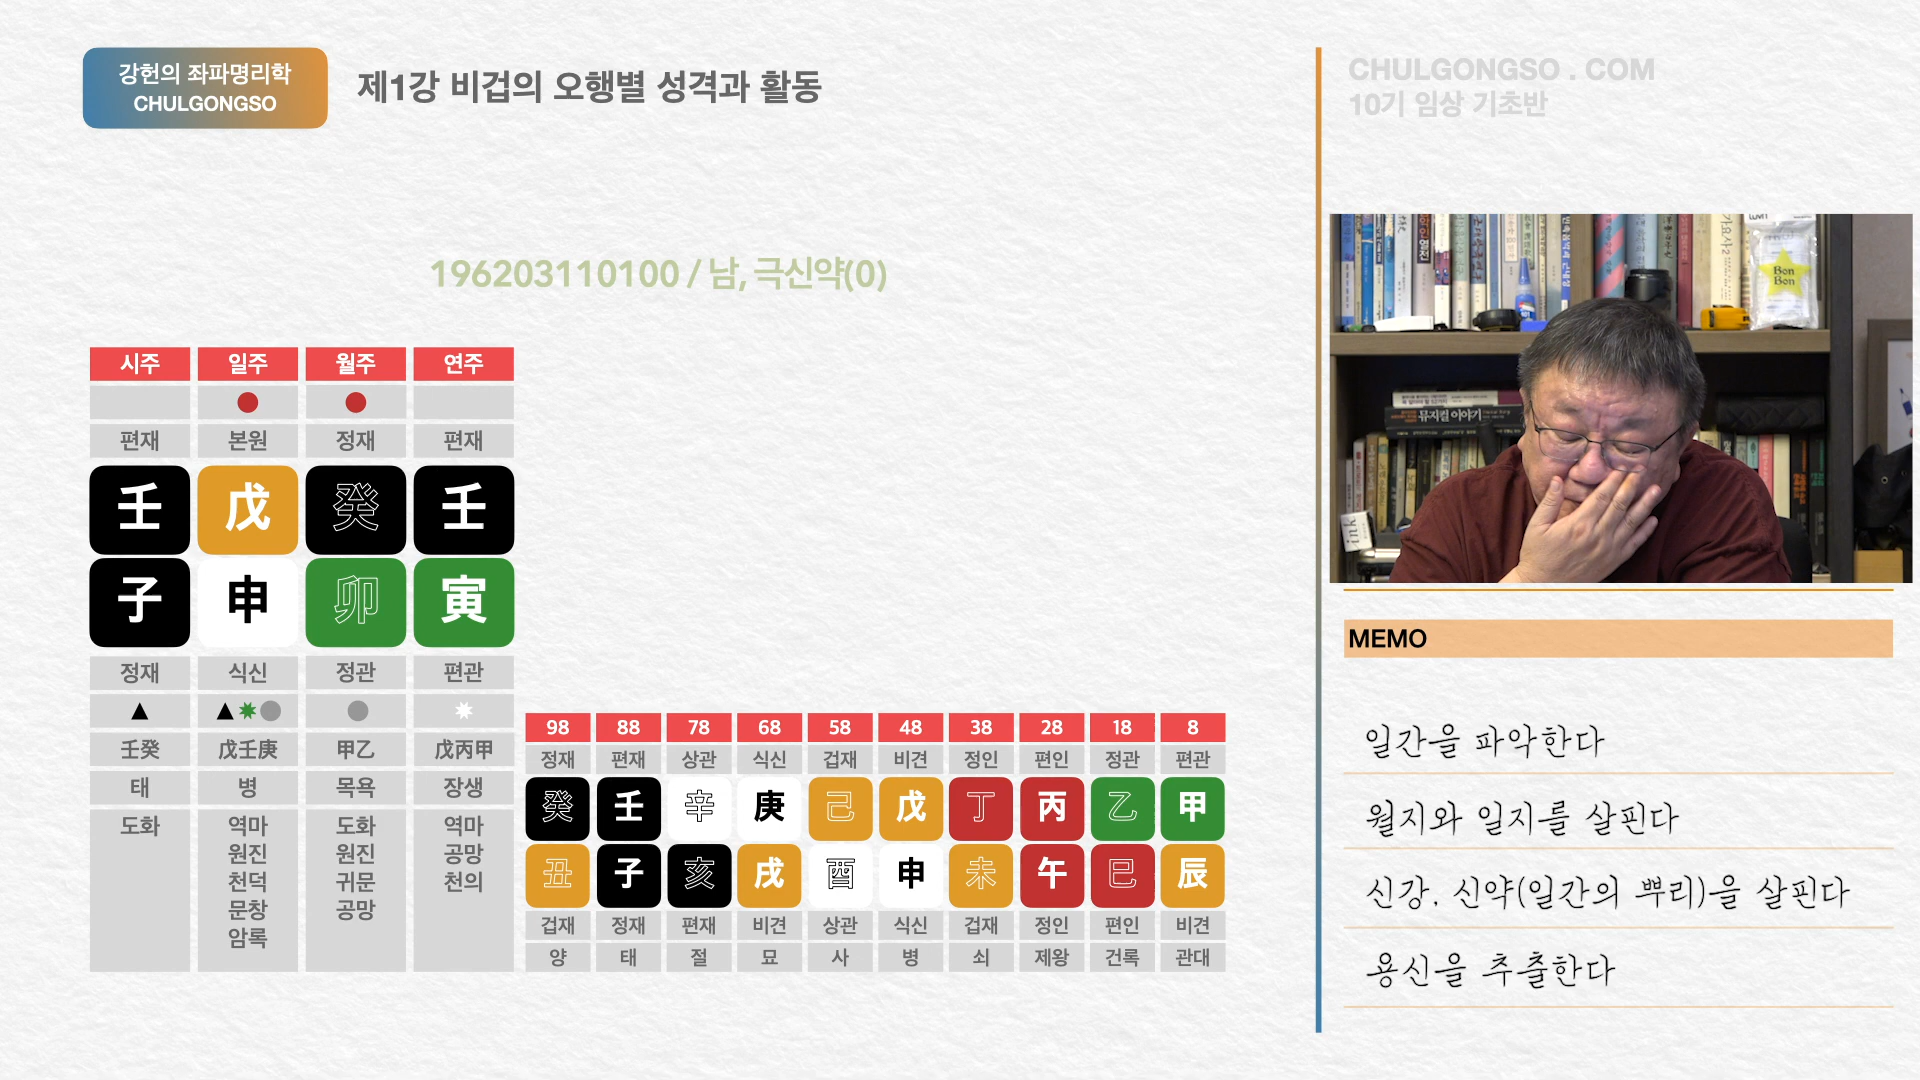 강헌의 좌파명리학
CHULGONGSO
제1강 비겁의 오행별 성격과 활동
CHULGONGSO . COM
10기 임상 기초반
196203110100 / 남, 극신약(0)
시주 일주 월주 연주
편재 본원 정재 편재
壬 戊 癸 壬
子 申 卯 寅
정재 식신 정관 편관
壬癸 戊壬庚 甲乙 戊丙甲
태 병 목욕 장생
도화 역마 도화 역마
원진 원진 공망
천덕 귀문 천의
문창 공망
암록
98 88 78 68 58 48 38 28 18 8
정재 편재 상관 식신 겁재 비견 정인 편인 정관 편관
癸 壬 辛 庚 己 戊 丁 丙 乙 甲
丑 子 亥 戌 酉 申 未 午 巳 辰
겁재 정재 편재 비견 상관 식신 겁재 정인 편인 비견
양 태 절 묘 사 병 쇠 제왕 건록 관대
Bon
Bon
뮤지컬 이야기
ink
MEMO
일간을 파악한다
월지와 일지를 살핀다
신강, 신약(일간의 뿌리)을 살핀다
용신을 추출한다